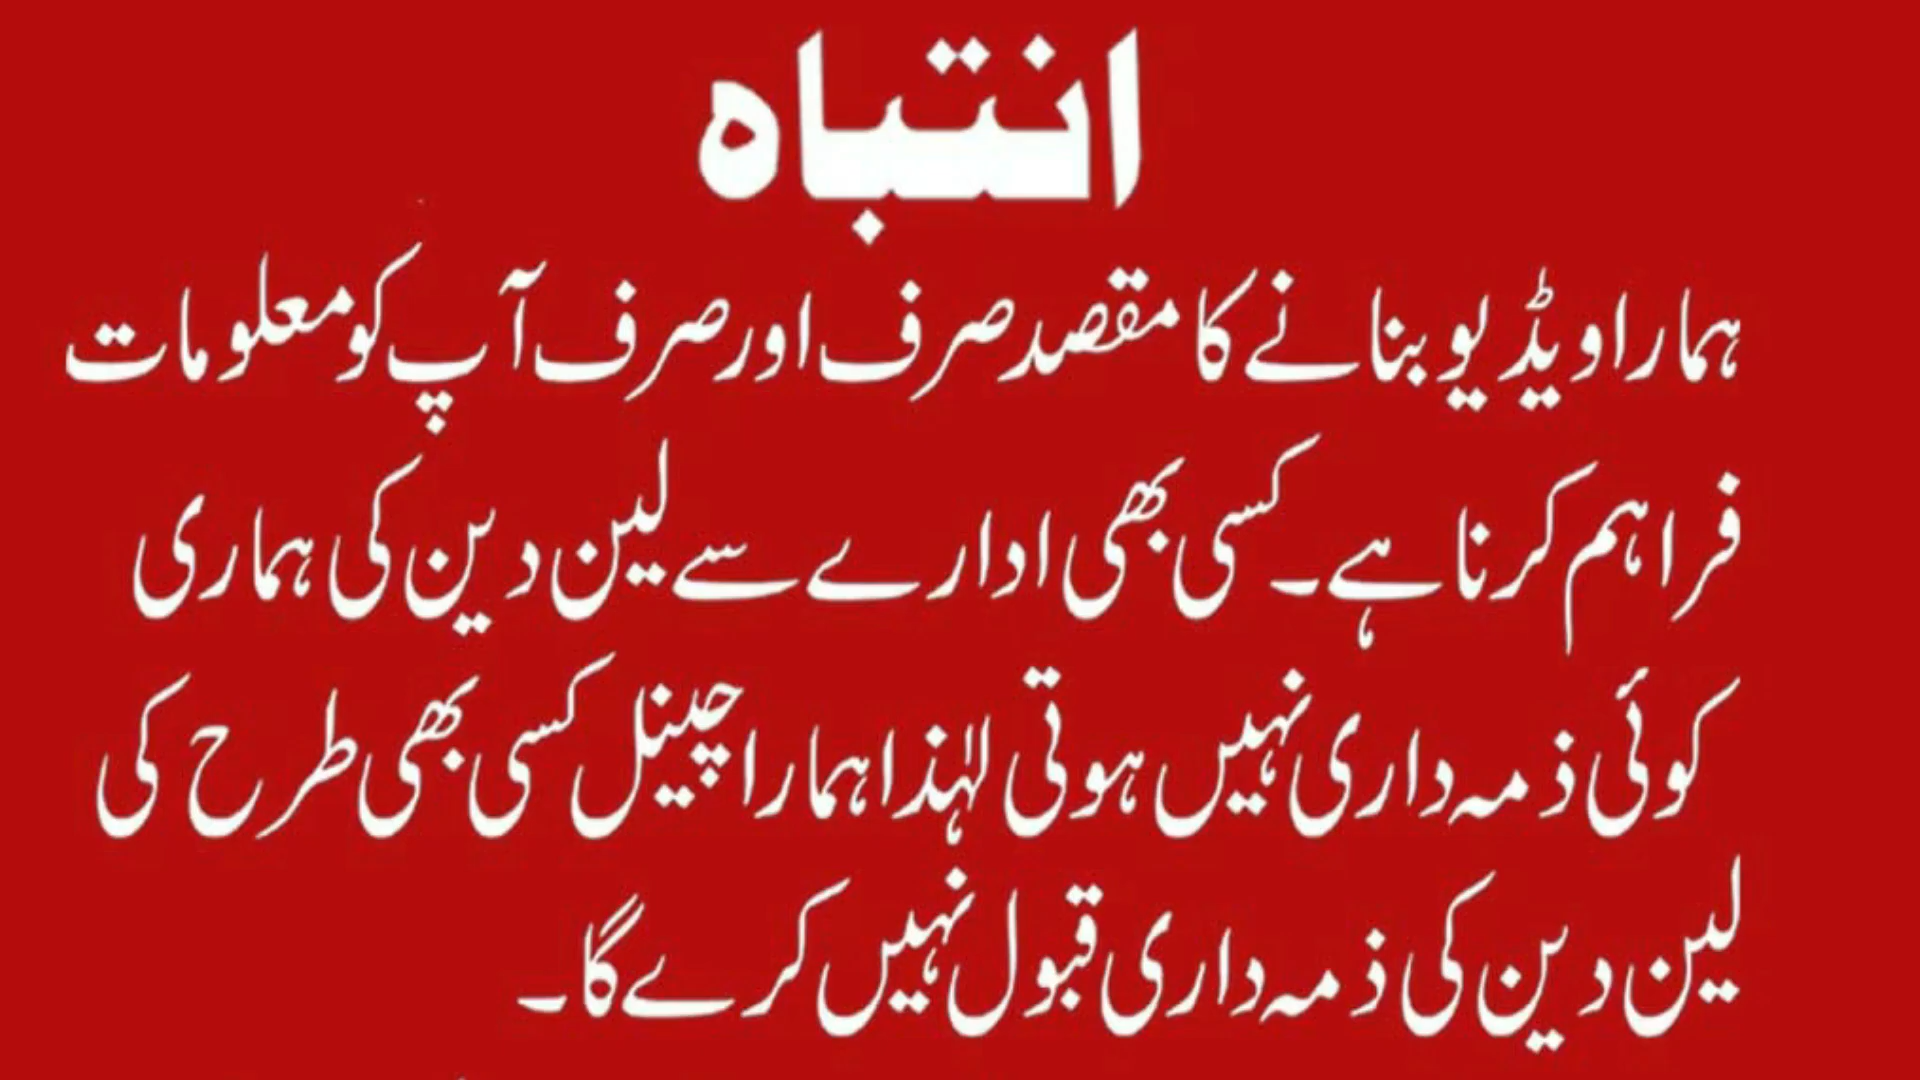 انتباہ
ہمارا ویڈیو بنانے کا مقصد صرف اور صرف آپ کو معلومات
فراہم کرنا ہے۔ کسی بھی ادارے سے لین دین کی ہماری
کوئی ذمہ داری نہیں ہوتی لہٰذا ہمارا چینل کسی بھی طرح کی
لین دین کی ذمہ داری قبول نہیں کرے گا۔